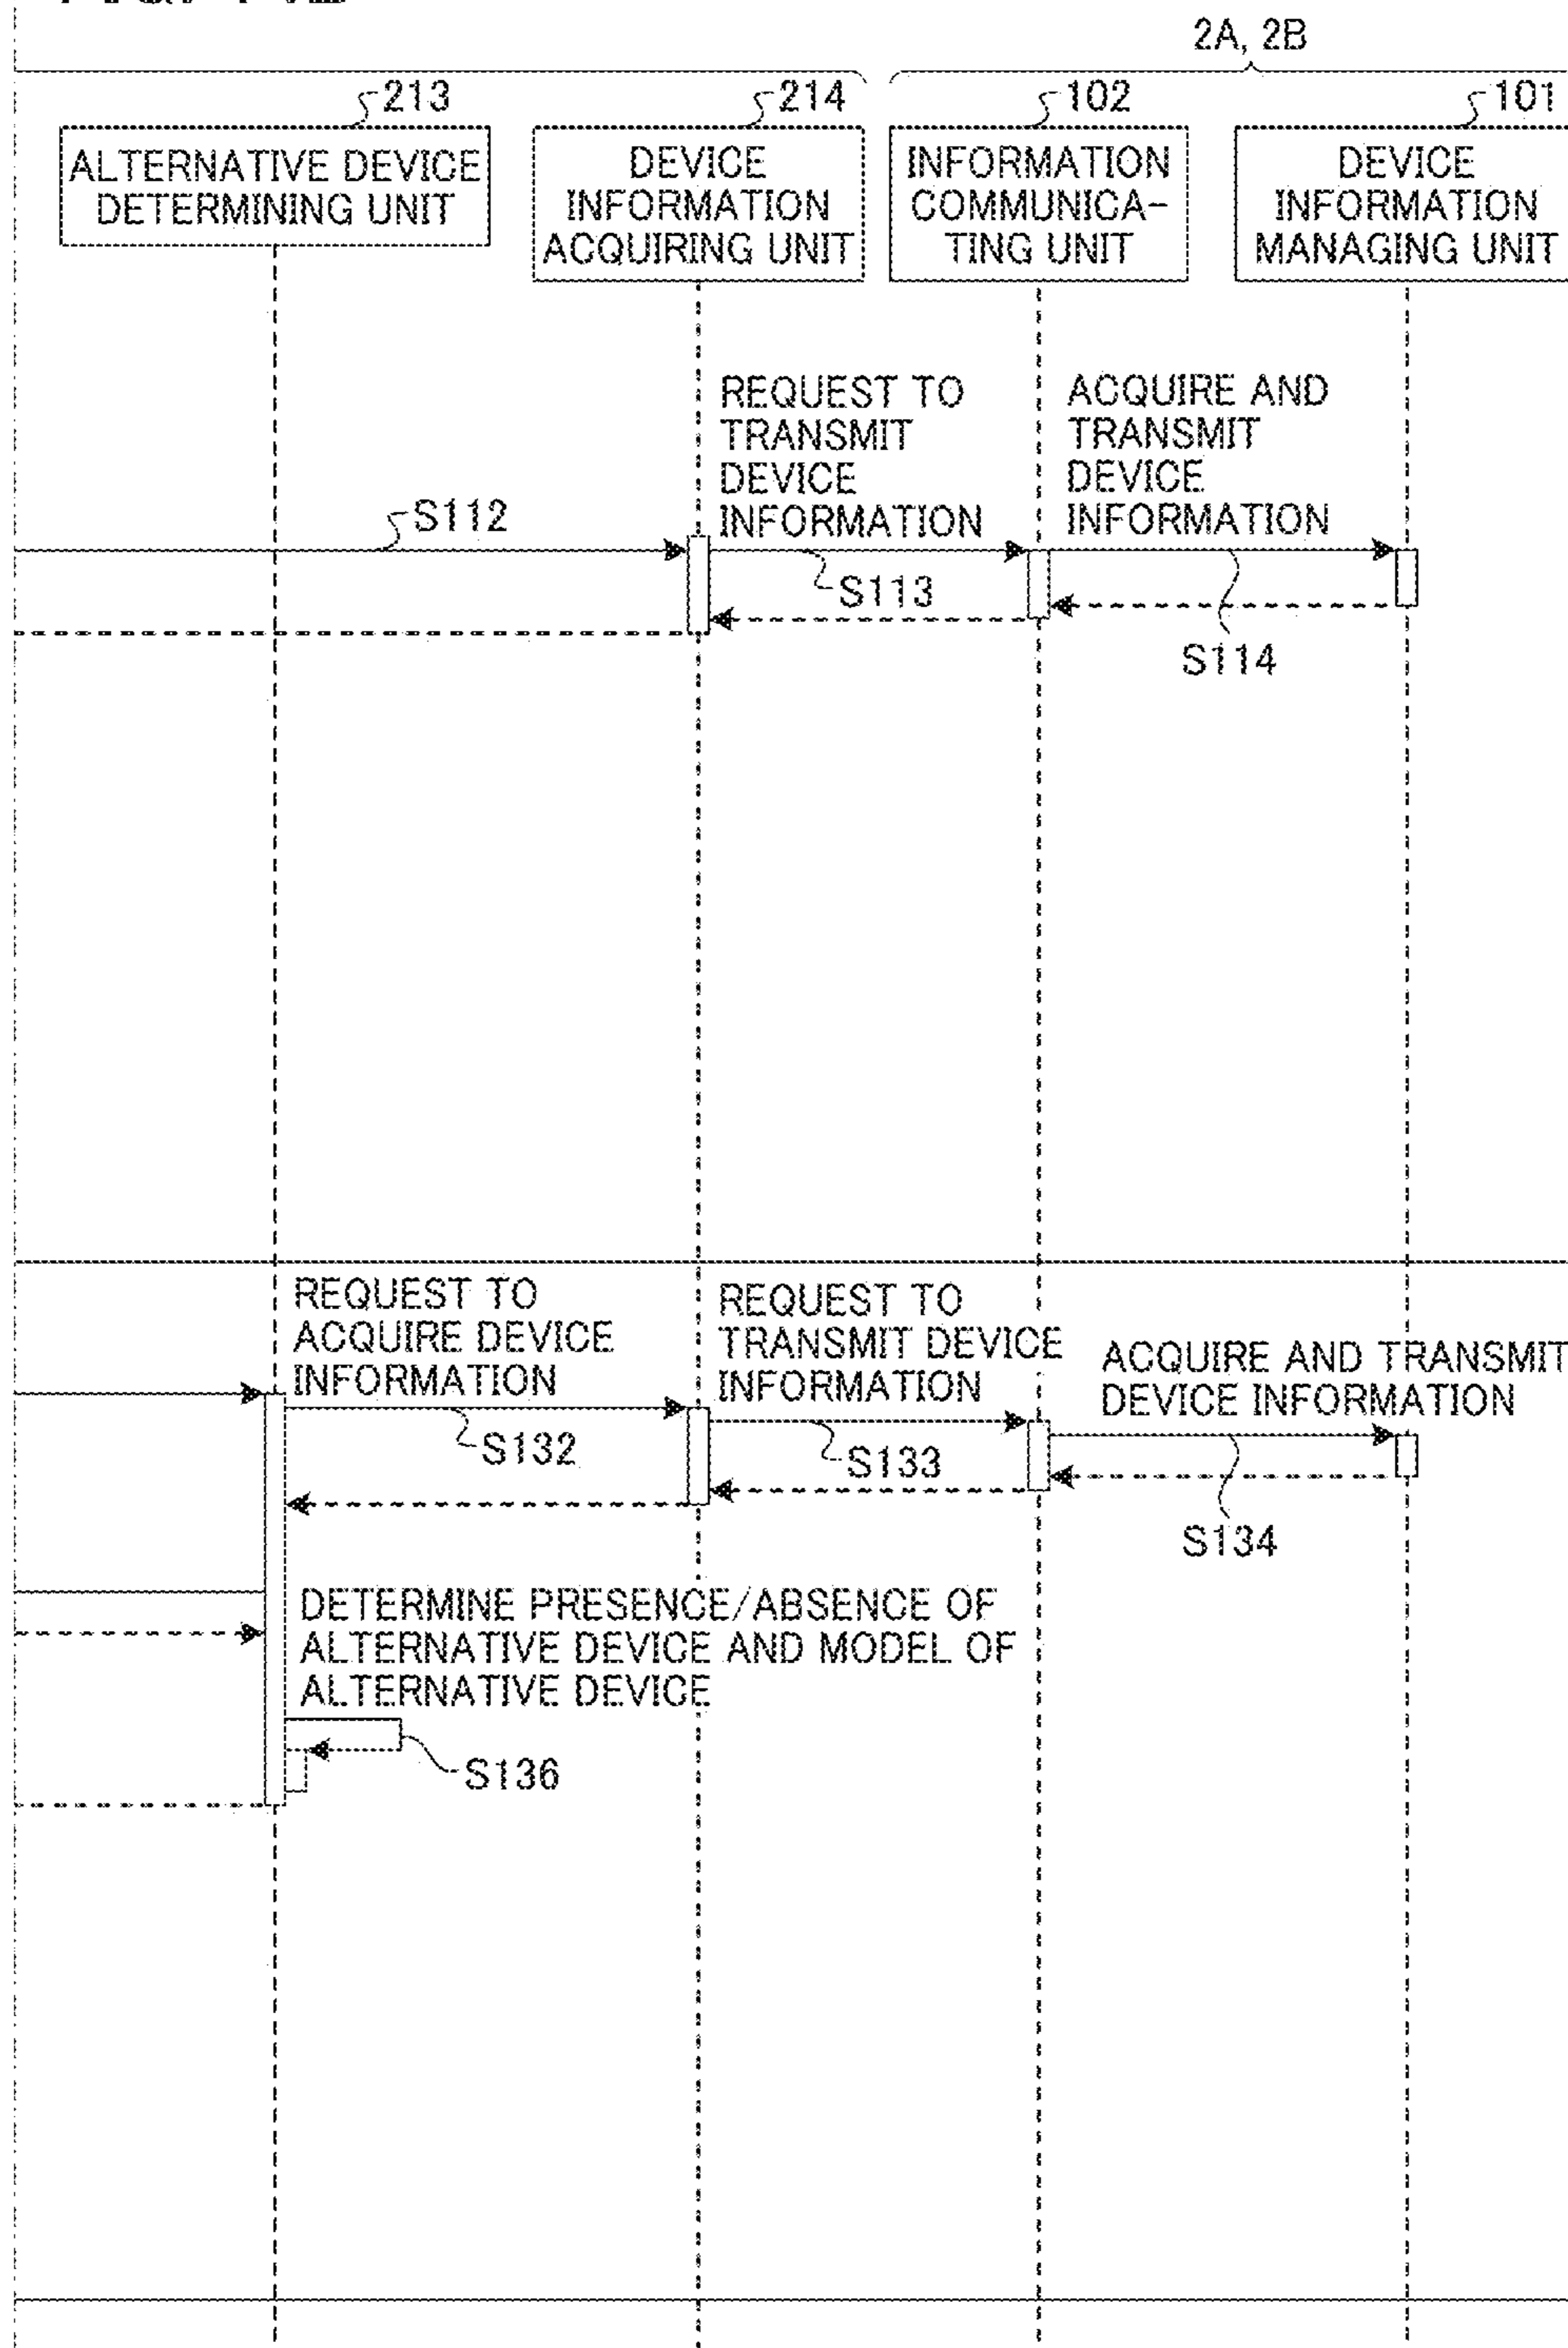 2A, 2B
213
214
102
101
ALTERNATIVE DEVICE
DETERMINING UNIT
DEVICE
INFORMATION
ACQUIRING UNIT
INFORMATION
COMMUNICA-
TING UNIT
DEVICE
INFORMATION
MANAGING UNIT
REQUEST TO
TRANSMIT
DEVICE
INFORMATION
ACQUIRE AND
TRANSMIT
DEVICE
INFORMATION
S112
S113
S114
REQUEST TO
ACQUIRE DEVICE
INFORMATION
REQUEST TO
TRANSMIT DEVICE
INFORMATION
ACQUIRE AND TRANSMIT
DEVICE INFORMATION
S132
S133
S134
DETERMINE PRESENCE/ABSENCE OF
ALTERNATIVE DEVICE AND MODEL OF
ALTERNATIVE DEVICE
S136